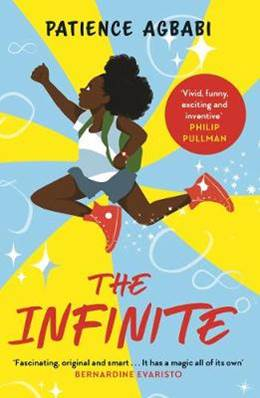 PATIENCE AGBABI
'Vivid, funny,
exciting and
inventive'
PHILIP
PULLMAN
THE
INFINITE
'Fascinating, original and smart . . . It has a magic all of its own'
BERNARDINE EVARISTO